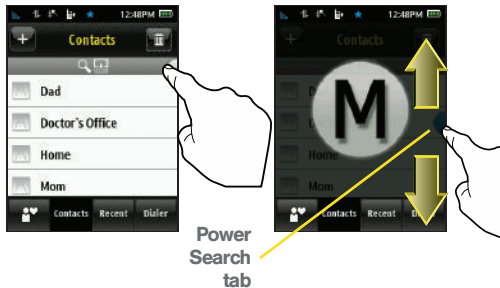 12:48PM
Contacts
Dad
Doctor's Office
Home
Mom
Contacts Recent Dialer
12:48PM
Contacts
M
D
D
Home
Mom
Contacts Recent D
Power
Search
tab